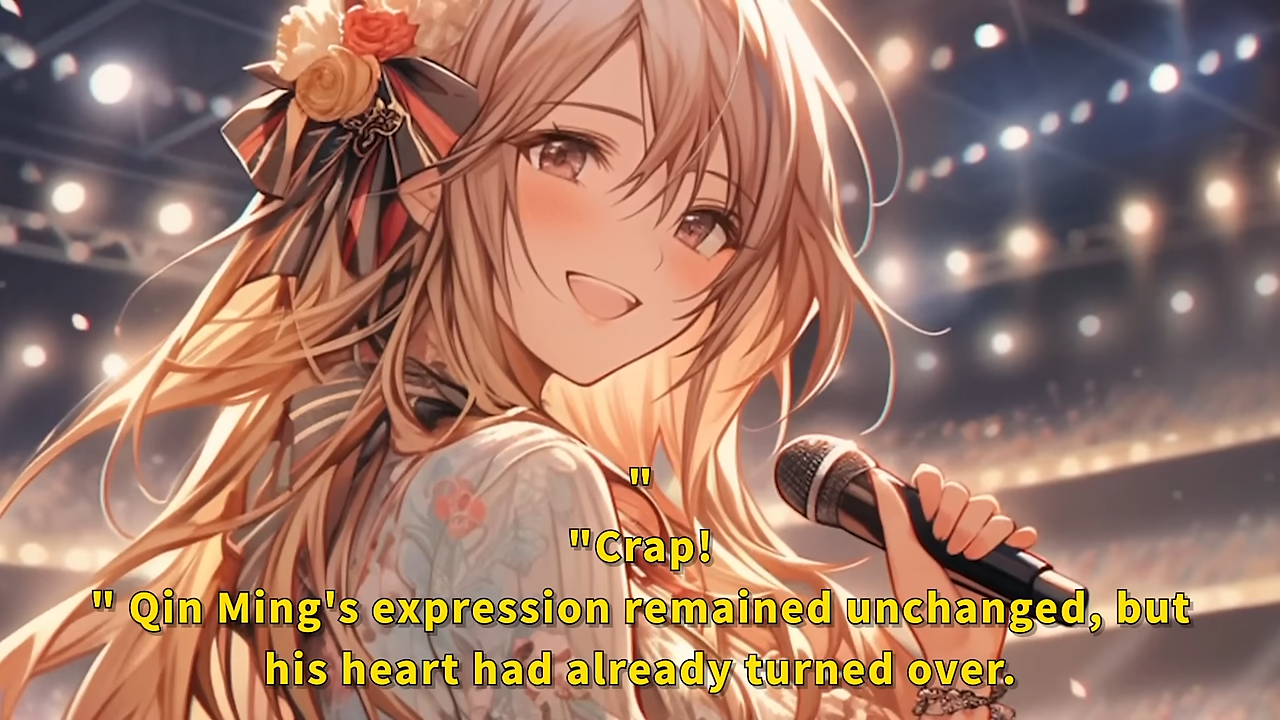 "
"Crap!
" Qin Ming's expression remained unchanged, but
his heart had already turned over.